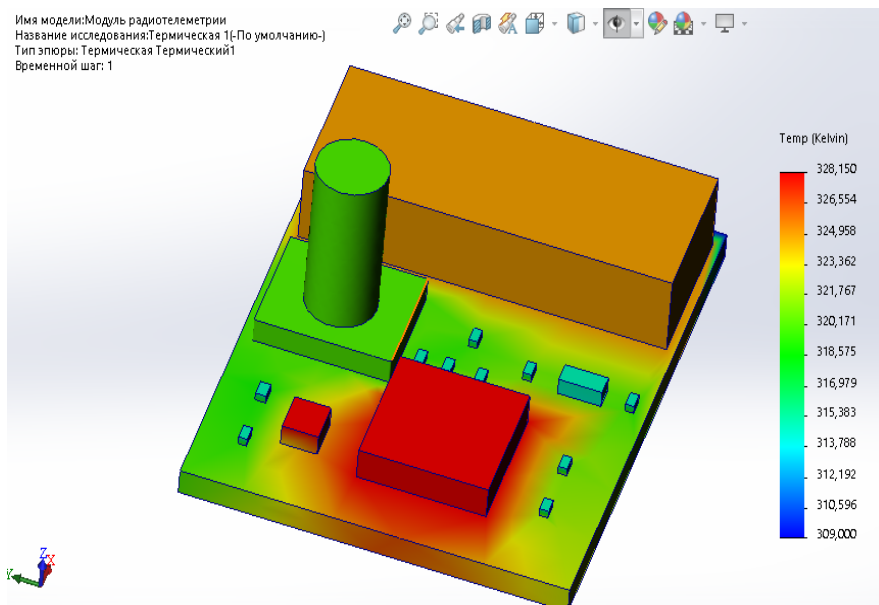 Имя модели:Модуль радиотелеметрии
Название исследования:Термическая 1(-По умолчанию-)
Тип эпюры: Термическая Термический1
Временной шаг: 1
Temp (Kelvin)
328,150
326,554
324,958
323,362
321,767
320,171
318,575
316,979
315,383
313,788
312,192
310,596
309,000
Z
X
Y